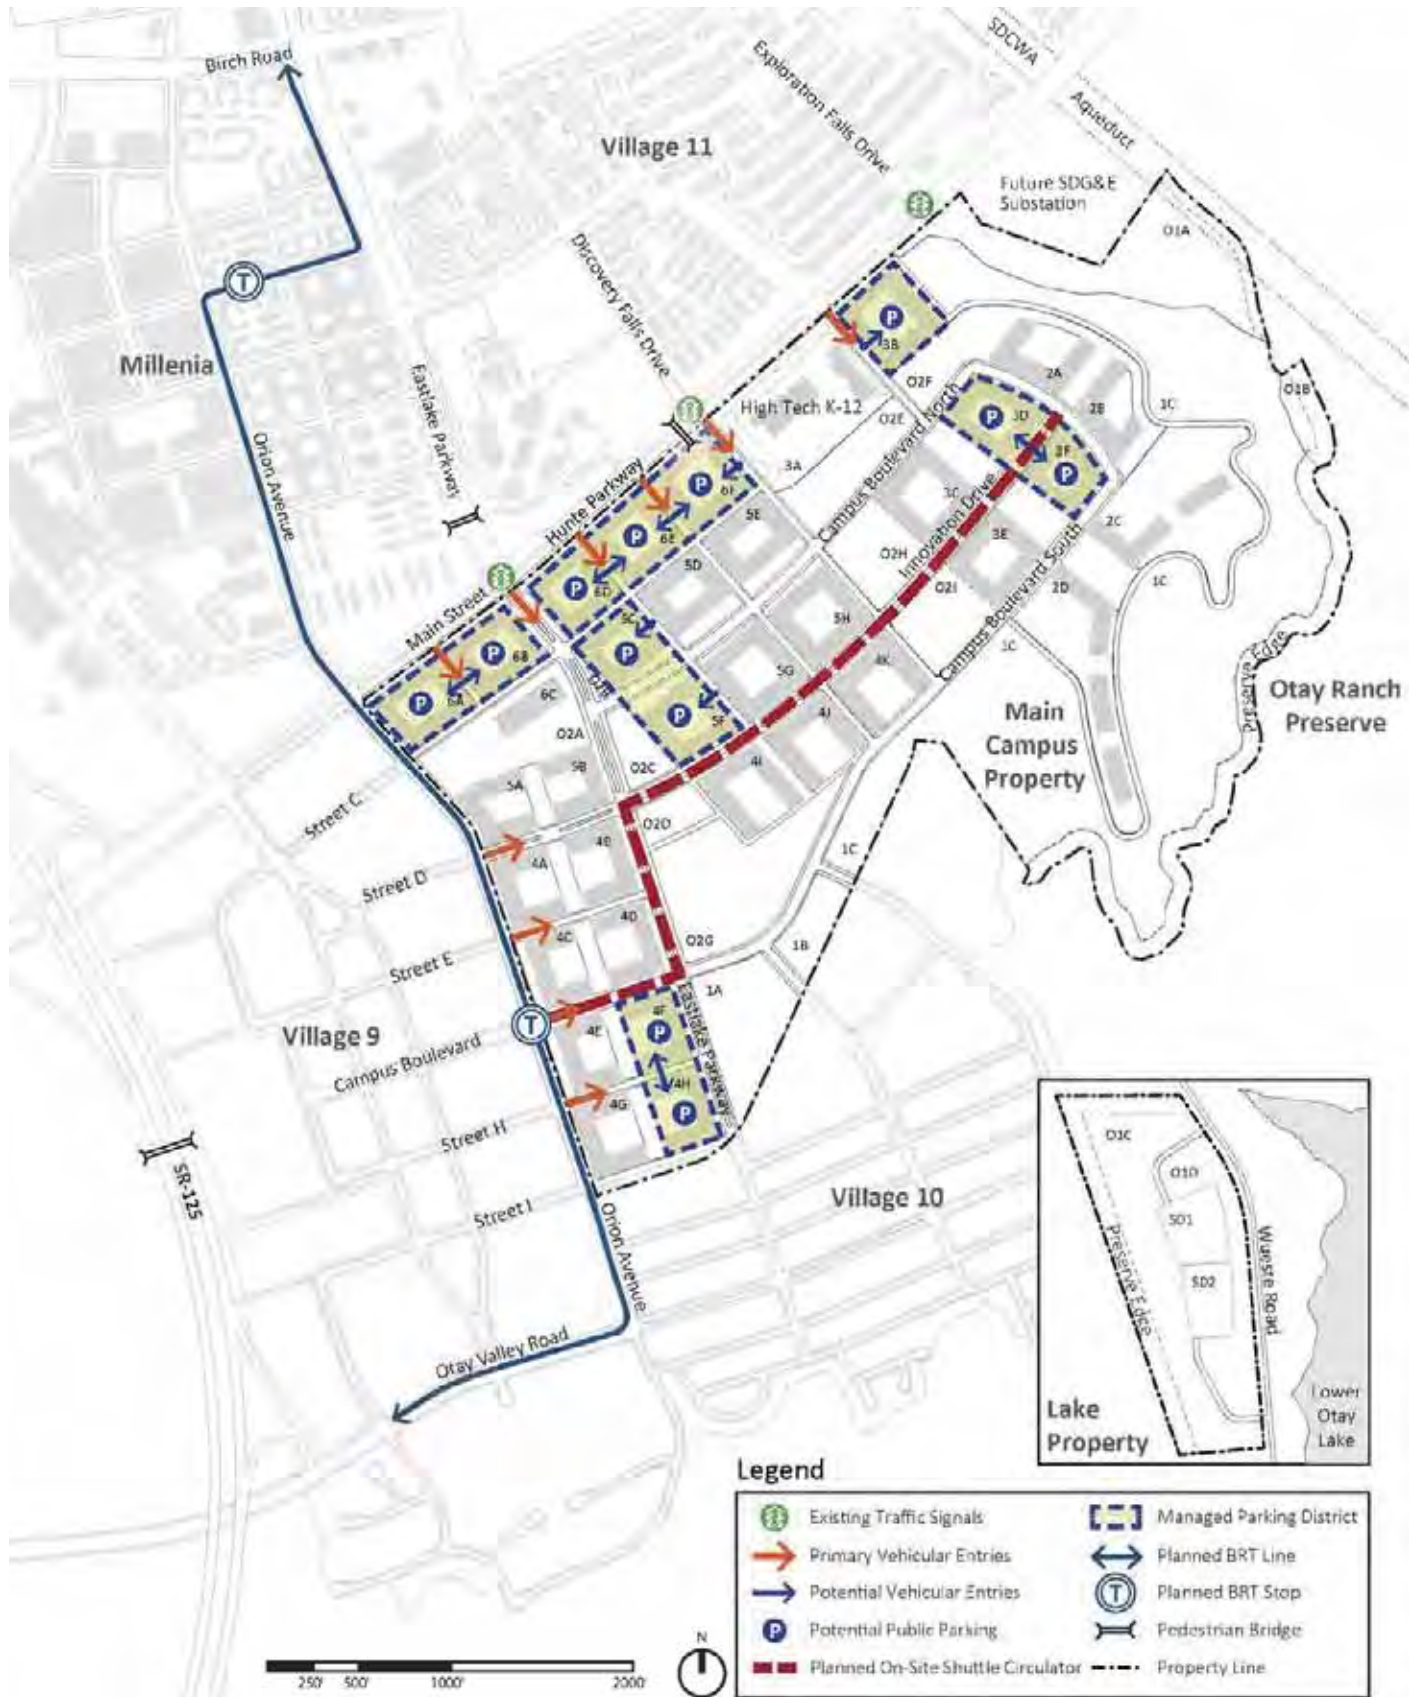 Birch Road
Village 11
Exploration Falls Drive
SDCWA
Aqueduct
Future SDG&E
Substation
O1A
Discovery Falls Drive
T
Millenia
Eastlake Parkway
Orion Avenue
P
3B
High Tech K-12
O2F
O2E
2A
O1B
2B
1C
P
3D
2F
P
3A
Campus Boulevard North
Hunte Parkway
P
6F
P
6E
5E
3C
Innovation Drive
2C
3E
O2H
O2I
Campus Boulevard South
1C
2D
P
6D
5D
Main Street
5C
P
5H
P
6B
P
6A
6C
5G
4K
1C
Preserve Edge
Otay Ranch
Preserve
Main
Campus
Property
O2A
P
5F
4J
O2C
5B
5A
4I
Street C
O2D
4B
4A
1C
Street D
4D
4C
O2G
1B
Street E
1A
Village 9
T
4E
4F
P
Eastlake Parkway
Campus Boulevard
4H
4G
P
Street H
SR-125
Street I
Village 10
Orion Avenue
Otay Valley Road
O1C
O1D
SD1
SD2
Preserve Edge
Wueste Road
Lower
Otay
Lake
Lake
Property
Legend
Existing Traffic Signals
Managed Parking District
Primary Vehicular Entries
Planned BRT Line
Potential Vehicular Entries
T
Planned BRT Stop
P
Potential Public Parking
Pedestrian Bridge
Planned On-Site Shuttle Circulator
Property Line
N
250'
500'
1000'
2000'